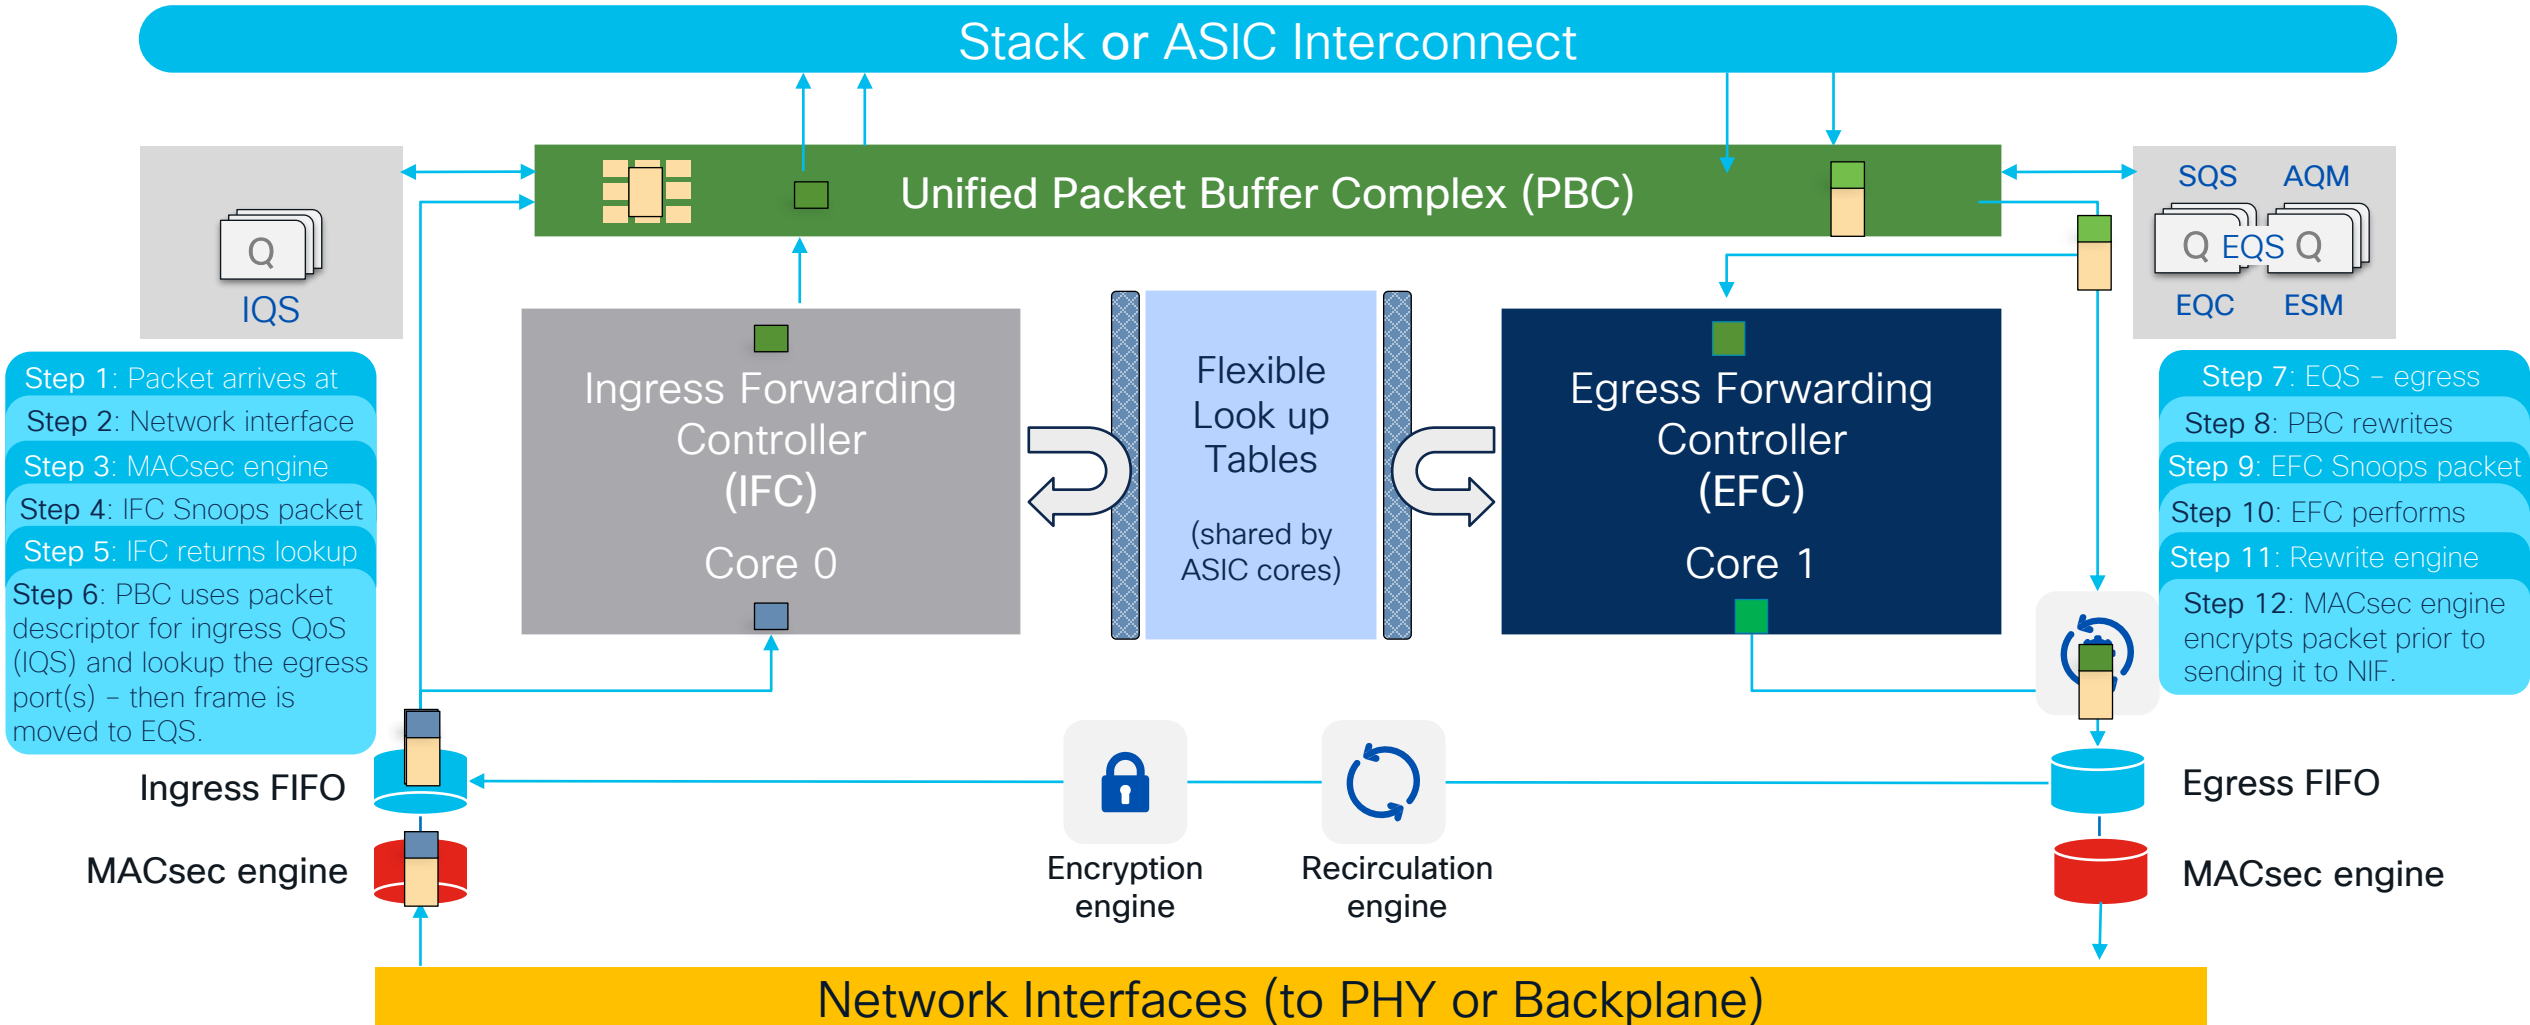 Stack or ASIC Interconnect
Unified Packet Buffer Complex (PBC)
Q
IQS
SQS AQM
Q EQS Q
EQC ESM
Step 1: Packet arrives at
Step 2: Network interface
Step 3: MACsec engine
Step 4: IFC Snoops packet
Step 5: IFC returns lookup
Step 6: PBC uses packet
descriptor for ingress QoS
(IQS) and lookup the egress
port(s) – then frame is
moved to EQS.
Ingress Forwarding
Controller
(IFC)
Core 0
Flexible
Look up
Tables
(shared by
ASIC cores)
Egress Forwarding
Controller
(EFC)
Core 1
Step 7: EQS – egress
Step 8: PBC rewrites
Step 9: EFC Snoops packet
Step 10: EFC performs
Step 11: Rewrite engine
Step 12: MACsec engine
encrypts packet prior to
sending it to NIF.
Ingress FIFO
MACsec engine
Encryption
engine
Recirculation
engine
Egress FIFO
MACsec engine
Network Interfaces (to PHY or Backplane)